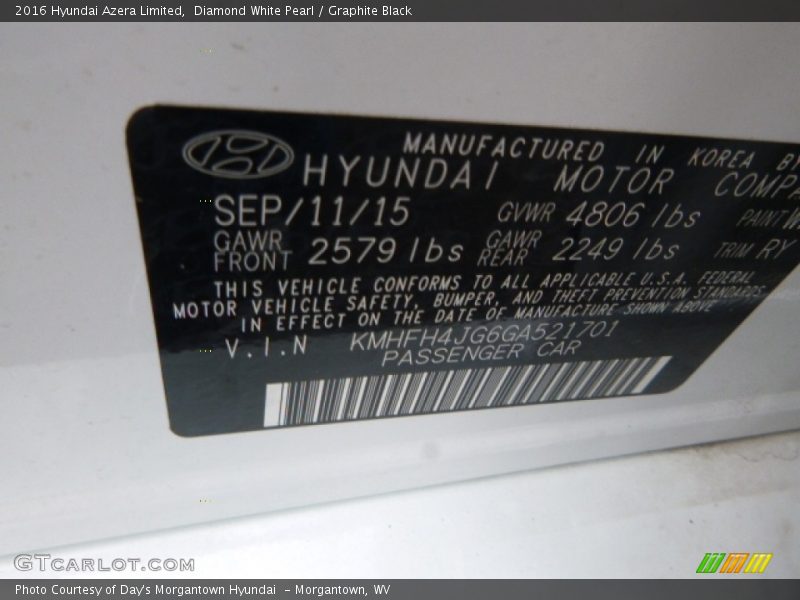 2016 Hyundai Azera Limited,  Diamond White Pearl / Graphite Black
MANUFACTURED IN KOREA BY
HYUNDAI MOTOR COMPA
SEP/11/15 GVWR 4806 lbs PAINT W
GAWR FRONT 2579 lbs GAWR REAR 2249 lbs TRIM RY
THIS VEHICLE CONFORMS TO ALL APPLICABLE U.S.A. FEDERAL
MOTOR VEHICLE SAFETY, BUMPER, AND THEFT PREVENTION STANDARDS
IN EFFECT ON THE DATE OF MANUFACTURE SHOWN ABOVE
V.I.N KMHFH4JG6GA521701
PASSENGER CAR
GTCARLOT.COM
Photo Courtesy of Day's Morgantown Hyundai  - Morgantown, WV